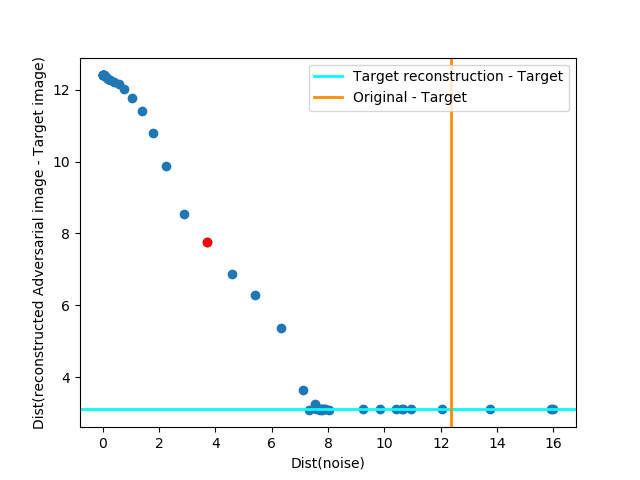 Target reconstruction - Target
Original - Target
12
10
8
6
4
0 2 4 6 8 10 12 14 16
Dist(noise)
Dist(reconstructed Adversarial image - Target image)